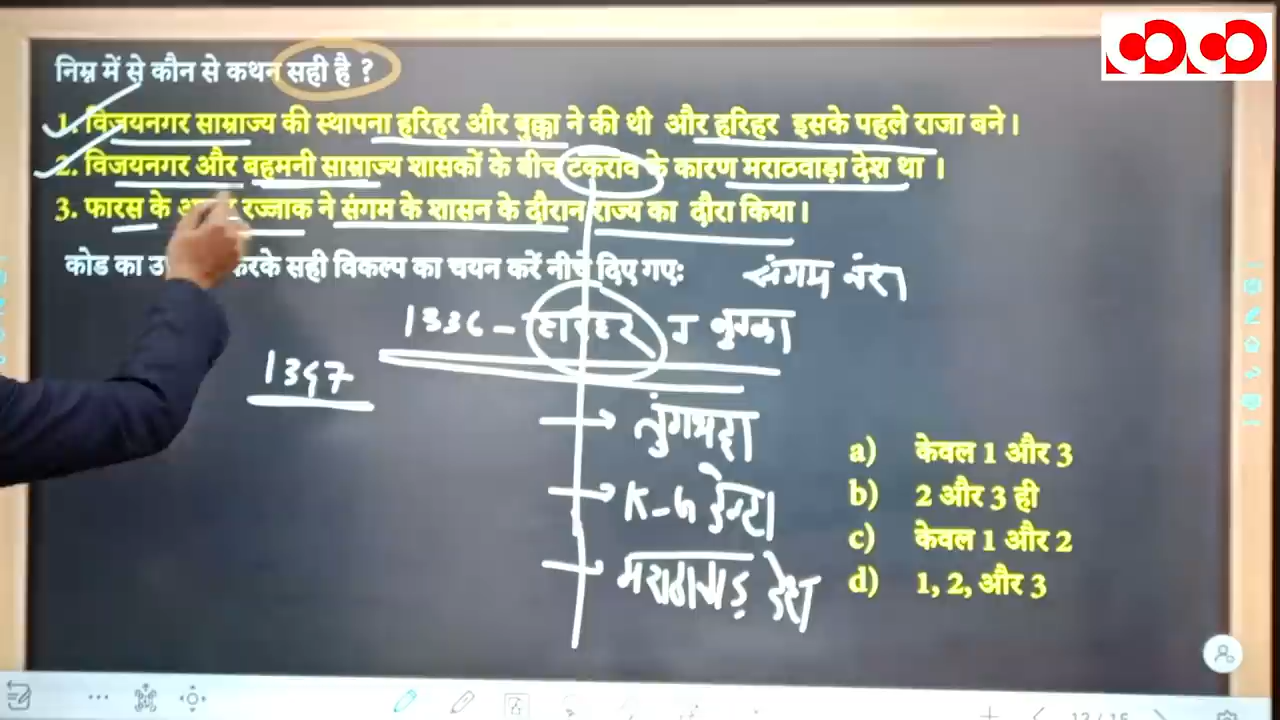 निम्न में से कौन से कथन सही है ?
1. विजयनगर साम्राज्य की स्थापना हरिहर और बुक्का ने की थी और हरिहर इसके पहले राजा बने।
2. विजयनगर और बहमनी साम्राज्य शासकों के बीच टकराव के कारण मराठवाड़ा देश था ।
3. फारस के रज्जाक ने संगम के शासन के दौरान राज्य का दौरा किया।
कोड का करके सही विकल्प का चयन करें नीचे दिए गए:
संगम वंश
1336 - हरिहर व बुक्का
1347
तुंगभद्रा
K-G डेल्टा
मराठावाड़ देश
a) केवल 1 और 3
b) 2 और 3 ही
c) केवल 1 और 2
d) 1, 2, और 3